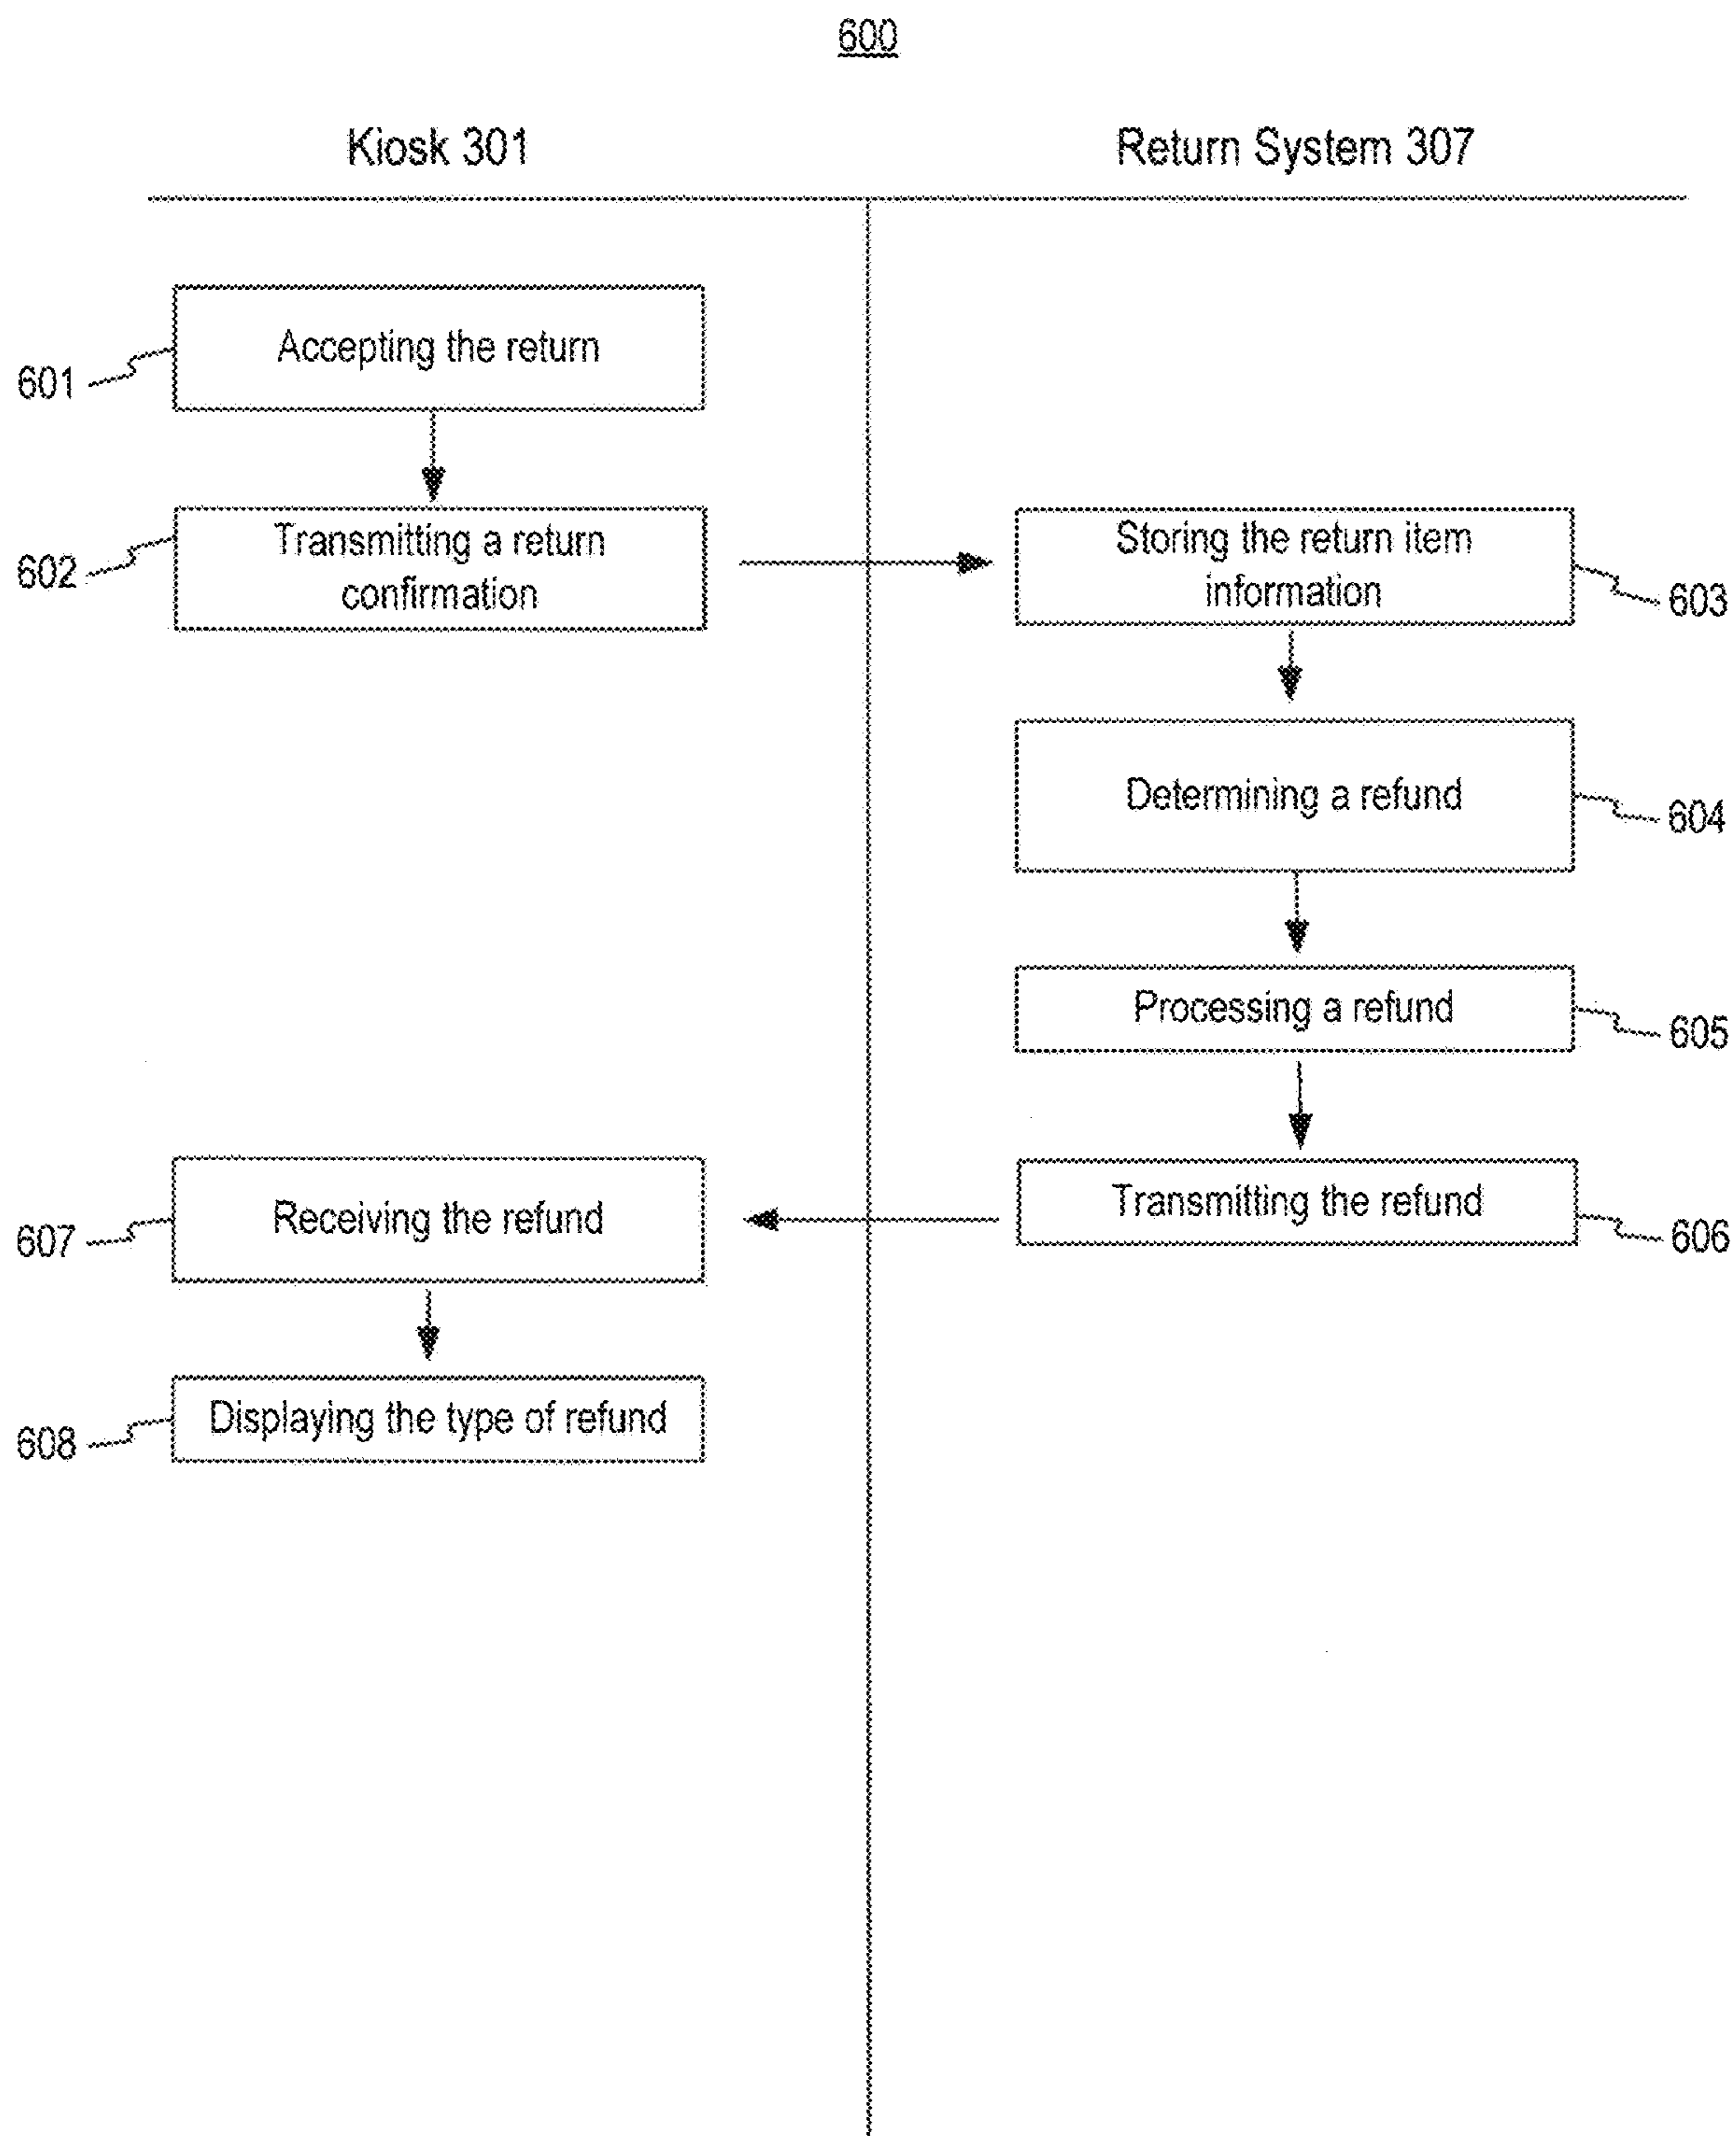 600
Kiosk 301
Return System 307
Accepting the return
601
Transmitting a return
confirmation
602
Storing the return item
information
603
Determining a refund
604
Processing a refund
605
Transmitting the refund
606
Receiving the refund
607
Displaying the type of refund
608